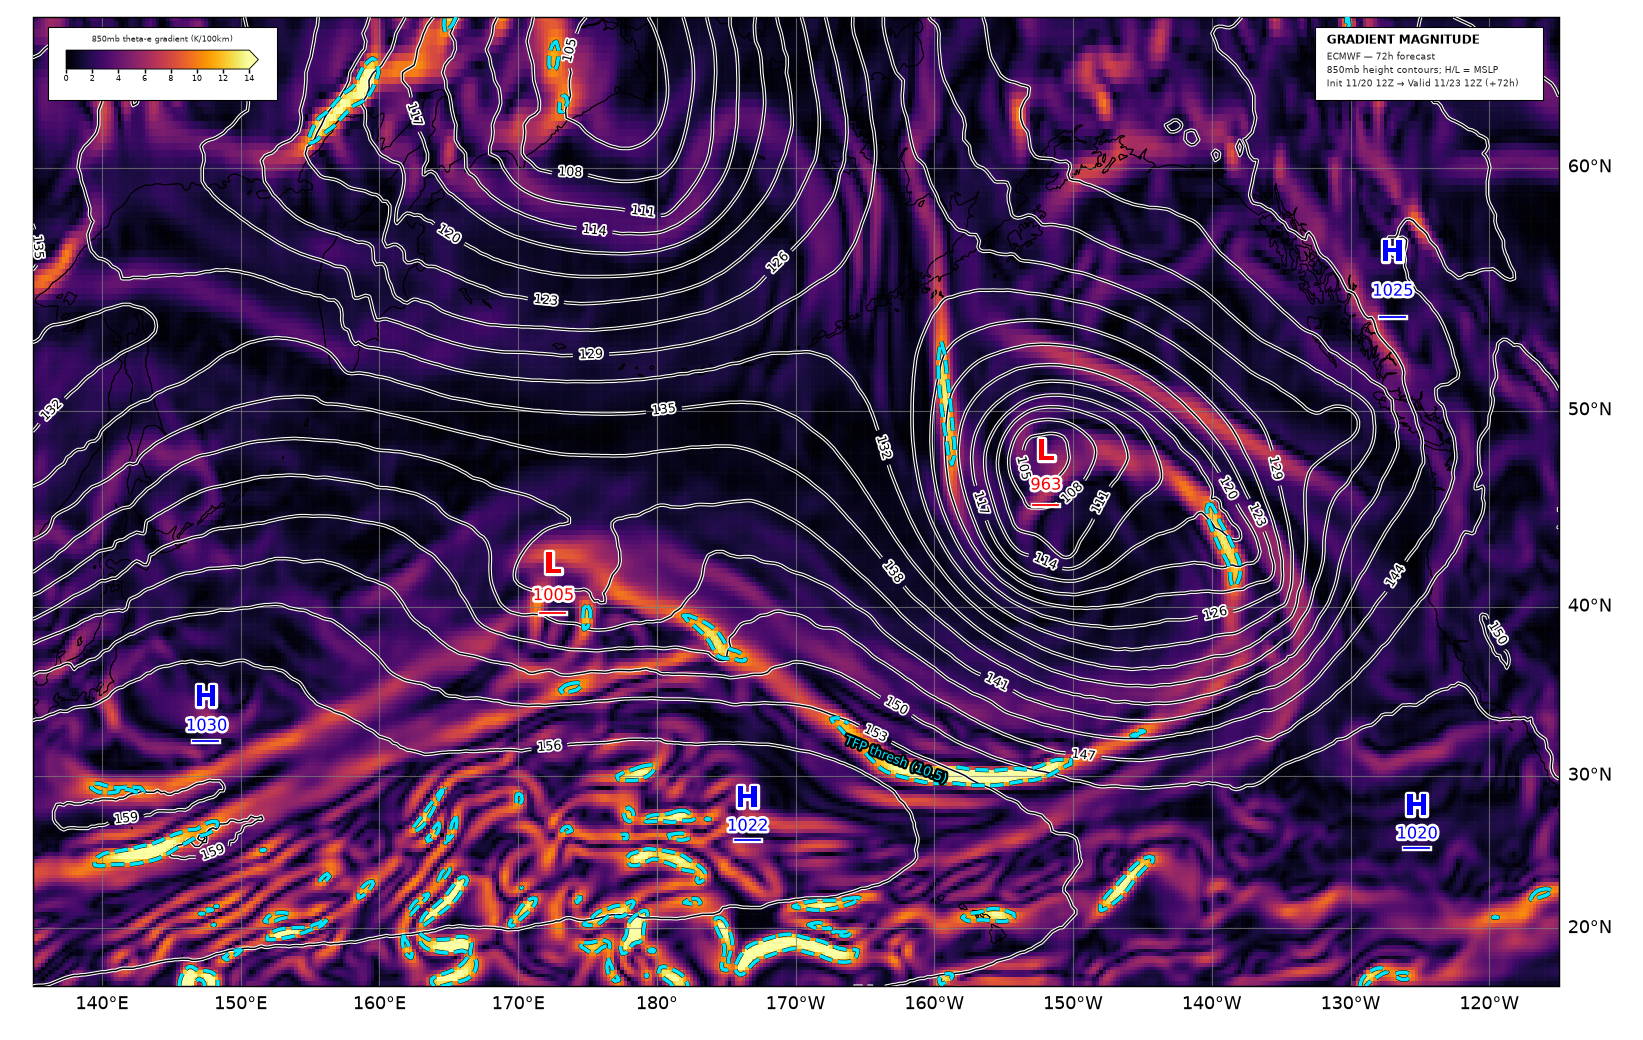 850mb theta-e gradient (K/100km)
0 2 4 6 8 10 12 14
GRADIENT MAGNITUDE
ECMWF — 72h forecast
850mb height contours; H/L = MSLP
Init 11/20 12Z → Valid 11/23 12Z (+72h)
105
117
108
111
114
120
126
123
129
135
132
135
132
138
141
150
153
147
156
159
159
105
108
111
114
117
120
123
126
129
144
150
H
1025
L
963
L
1005
H
1030
H
1022
H
1020
TFP thresh (10.5)
60°N
50°N
40°N
30°N
20°N
140°E 150°E 160°E 170°E 180° 170°W 160°W 150°W 140°W 130°W 120°W